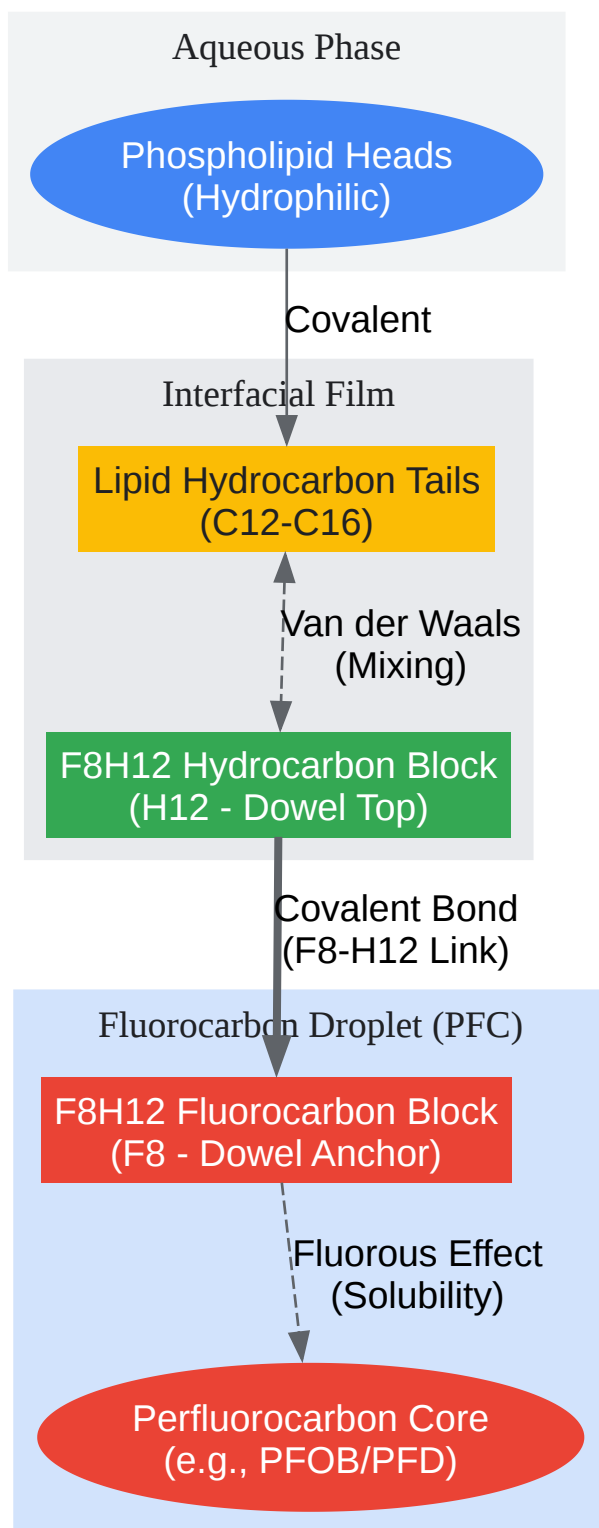 Aqueous Phase
Phospholipid Heads
(Hydrophilic)
Covalent
Interfacial Film
Lipid Hydrocarbon Tails
(C12-C16)
Van der Waals
(Mixing)
F8H12 Hydrocarbon Block
(H12 - Dowel Top)
Covalent Bond
(F8-H12 Link)
Fluorocarbon Droplet (PFC)
F8H12 Fluorocarbon Block
(F8 - Dowel Anchor)
Fluorous Effect
(Solubility)
Perfluorocarbon Core
(e.g., PFOB/PFD)